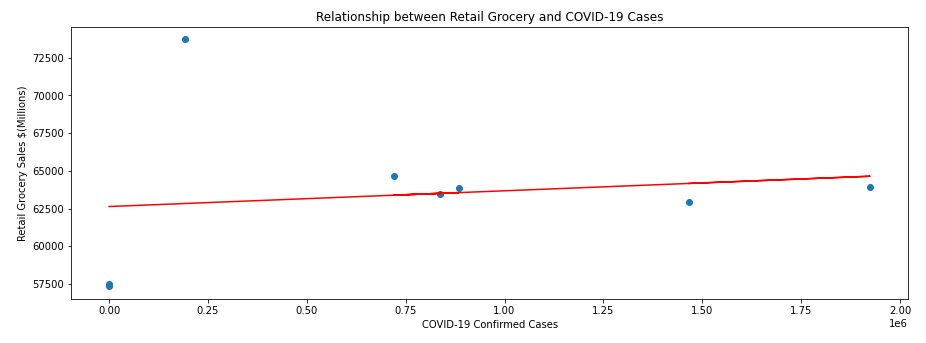 Relationship between Retail Grocery and COVID-19 Cases
Retail Grocery Sales $(Millions)
72500
70000
67500
65000
62500
60000
57500
0.00 0.25 0.50 0.75 1.00 1.25 1.50 1.75 2.00
1e6
COVID-19 Confirmed Cases